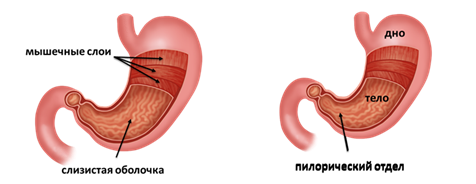 мышечные слои
слизистая оболочка
дно
тело
пилорический отдел